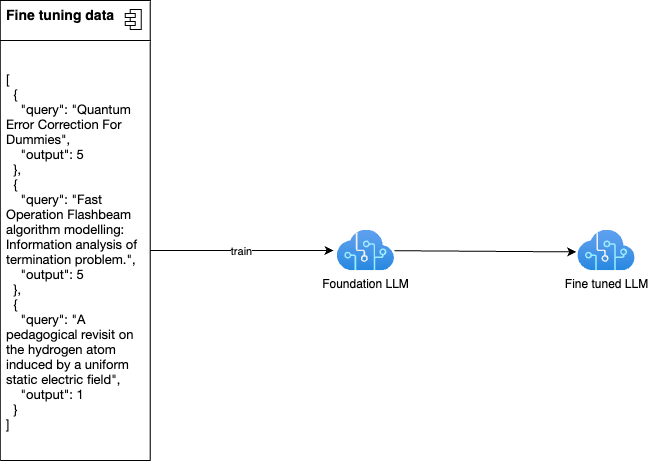 Fine tuning data
[
{
"query": "Quantum
Error Correction For
Dummies",
"output": 5
},
{
"query": "Fast
Operation Flashbeam
algorithm modelling:
Information analysis of
termination problem.",
"output": 5
},
{
"query": "A
pedagogical revisit on
the hydrogen atom
induced by a uniform
static electric field",
"output": 1
}
]
train
Foundation LLM
Fine tuned LLM